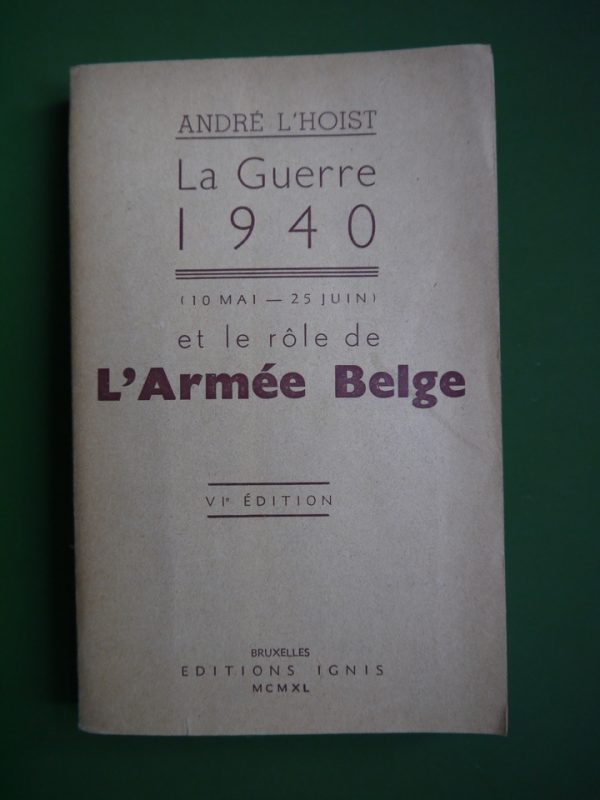 ANDRÉ L'HOIST
La Guerre
1940
(10 MAI — 25 JUIN)
et le rôle de
L'Armée Belge
VIe ÉDITION
BRUXELLES
EDITIONS IGNIS
MCMXL